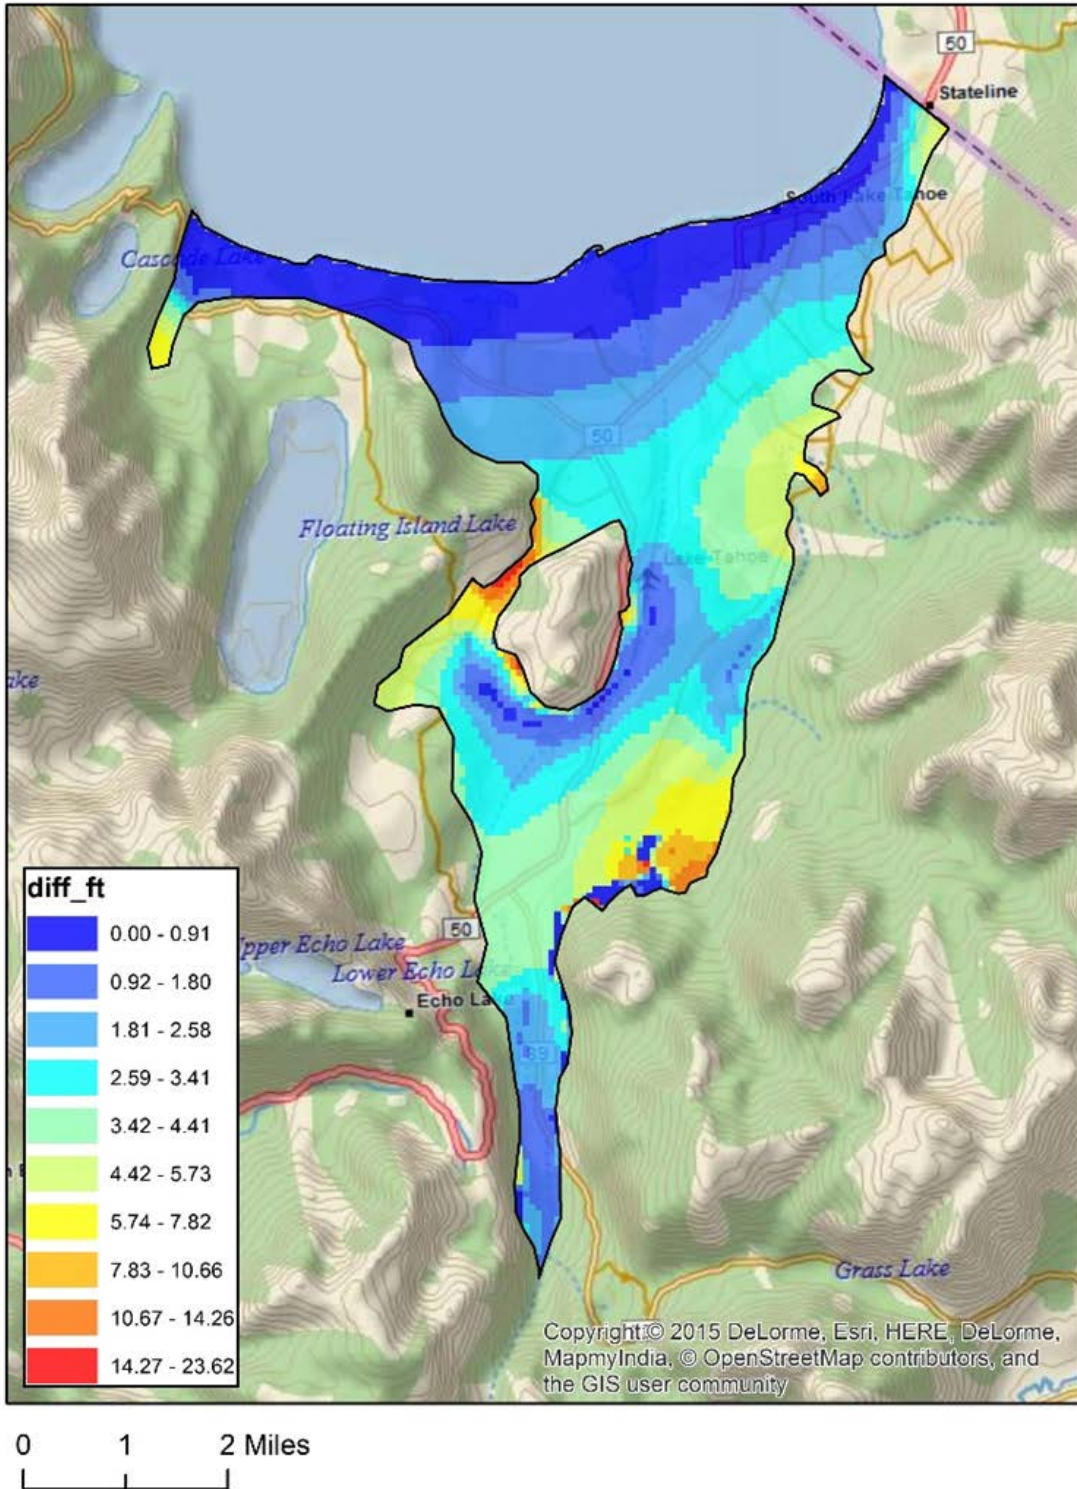 50
Stateline
South Lake Tahoe
Cascade Lake
50
Floating Island Lake
Lake Tahoe
ake
diff_ft
0.00 - 0.91
0.92 - 1.80
1.81 - 2.58
2.59 - 3.41
3.42 - 4.41
4.42 - 5.73
5.74 - 7.82
7.83 - 10.66
10.67 - 14.26
14.27 - 23.62
50
pper Echo Lake
Lower Echo Lake
Echo La
89
Grass Lake
Copyright:© 2015 DeLorme, Esri, HERE, DeLorme,
MapmyIndia, © OpenStreetMap contributors, and
the GIS user community
0 1 2 Miles